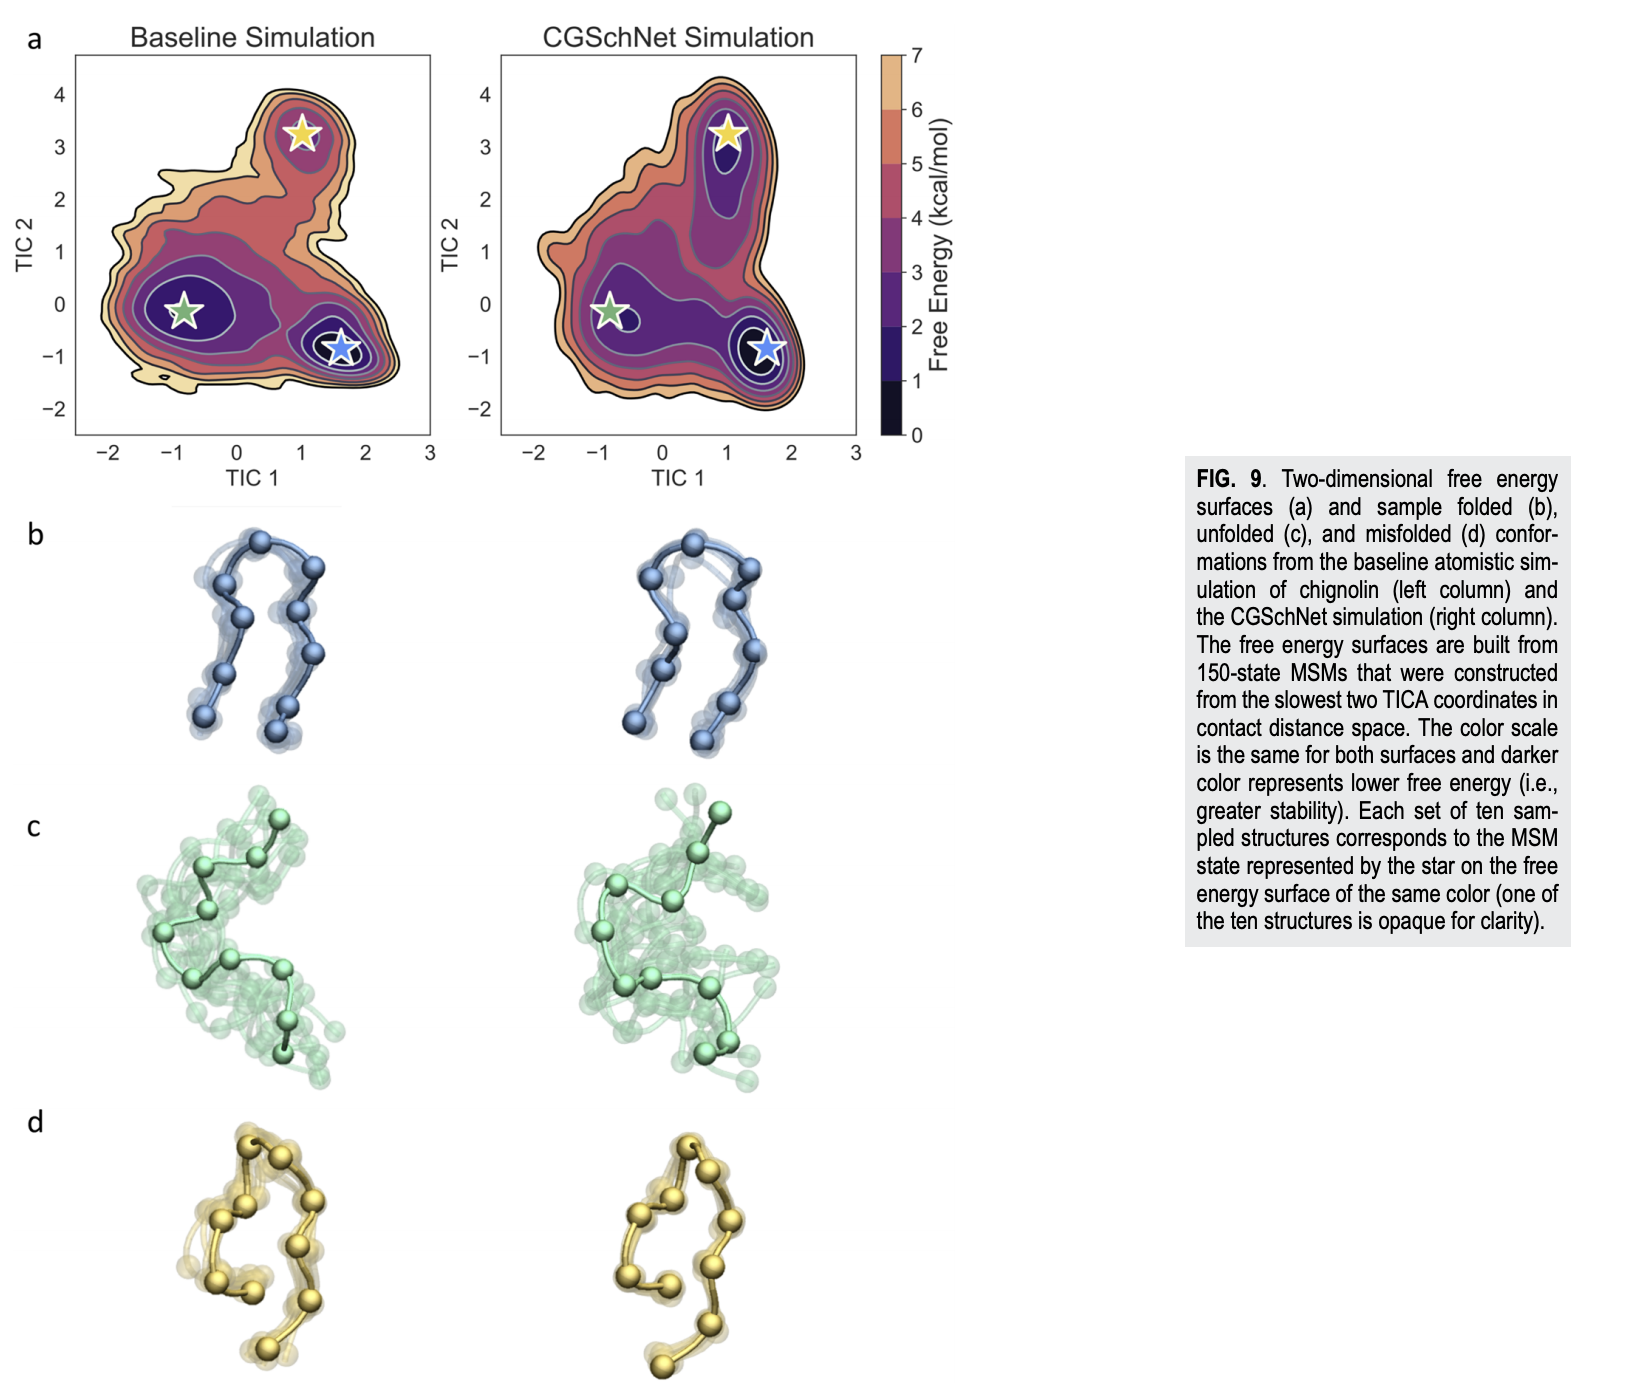 a
Baseline Simulation
CGSchNet Simulation
TIC 2
4
3
2
1
0
−1
−2
−2 −1 0 1 2 3
TIC 1
TIC 2
4
3
2
1
0
−1
−2
−2 −1 0 1 2 3
TIC 1
7
6
5
4
3
2
1
0
Free Energy (kcal/mol)
b
c
d
FIG. 9. Two-dimensional free energy
surfaces (a) and sample folded (b),
unfolded (c), and misfolded (d) confor-
mations from the baseline atomistic sim-
ulation of chignolin (left column) and
the CGSchNet simulation (right column).
The free energy surfaces are built from
150-state MSMs that were constructed
from the slowest two TICA coordinates in
contact distance space. The color scale
is the same for both surfaces and darker
color represents lower free energy (i.e.,
greater stability). Each set of ten sam-
pled structures corresponds to the MSM
state represented by the star on the free
energy surface of the same color (one of
the ten structures is opaque for clarity).